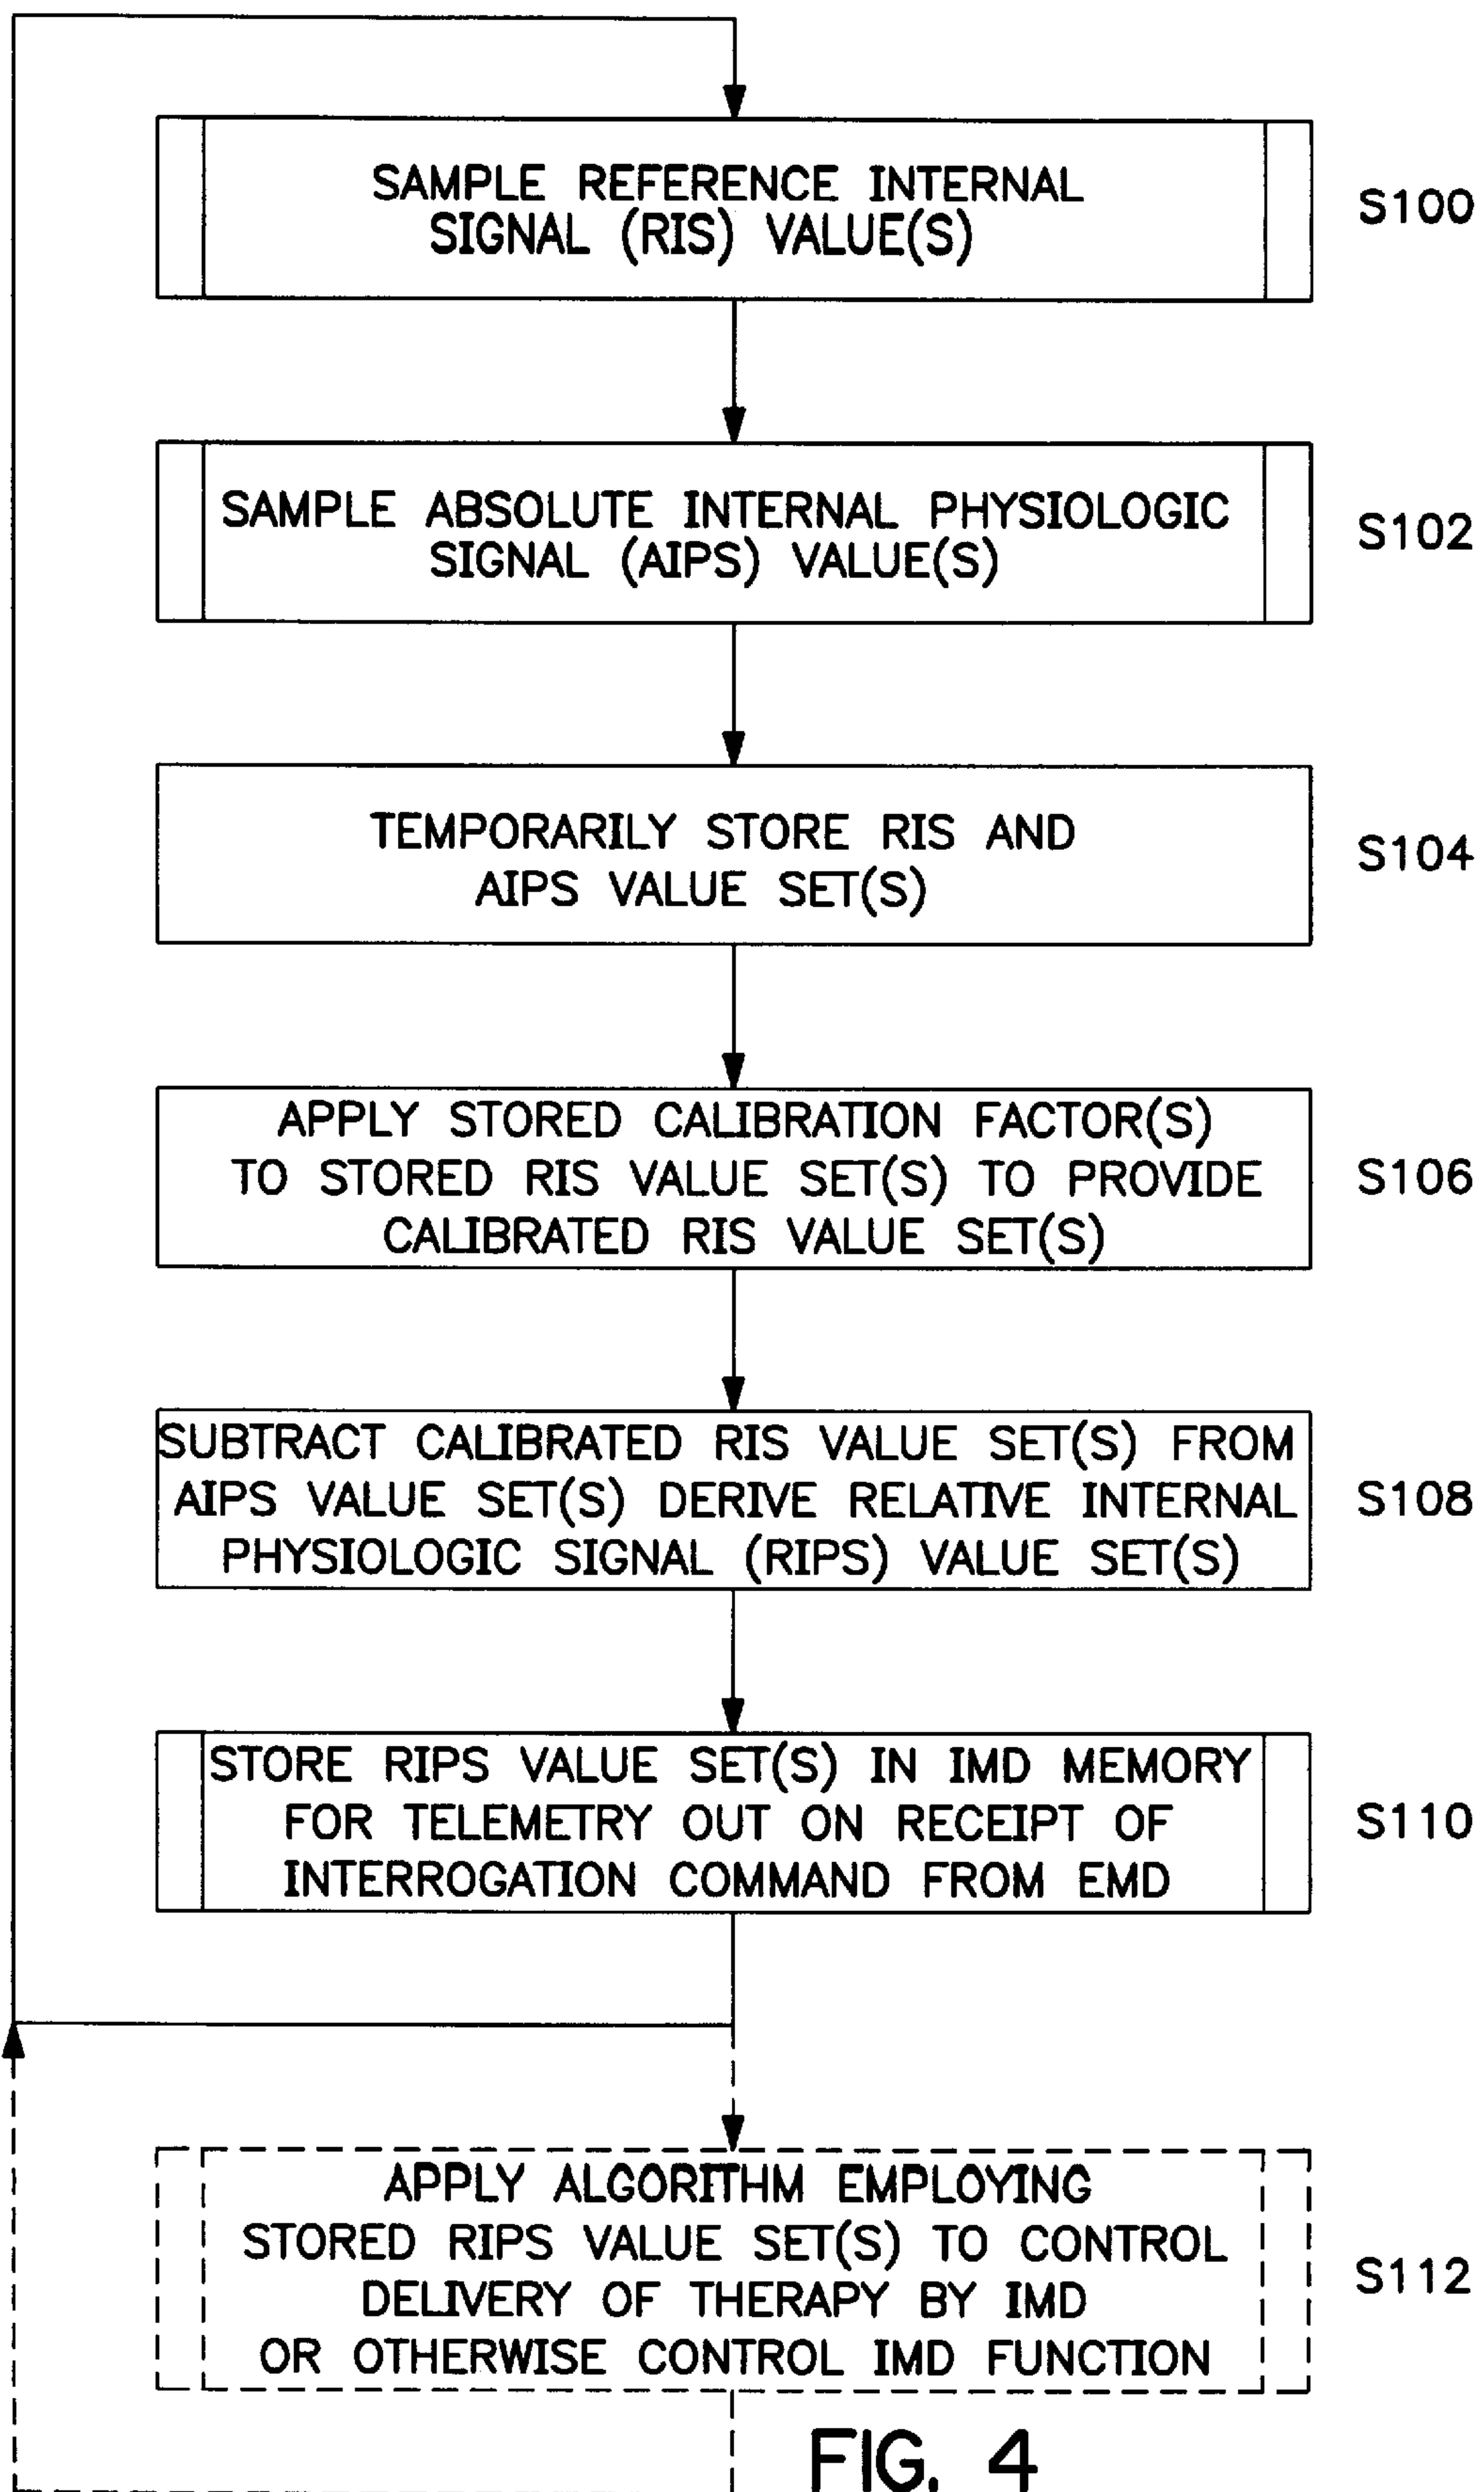 SAMPLE REFERENCE INTERNAL
SIGNAL (RIS) VALUE(S)
S100
SAMPLE ABSOLUTE INTERNAL PHYSIOLOGIC
SIGNAL (AIPS) VALUE(S)
S102
TEMPORARILY STORE RIS AND
AIPS VALUE SET(S)
S104
APPLY STORED CALIBRATION FACTOR(S)
TO STORED RIS VALUE SET(S) TO PROVIDE
CALIBRATED RIS VALUE SET(S)
S106
SUBTRACT CALIBRATED RIS VALUE SET(S) FROM
AIPS VALUE SET(S) DERIVE RELATIVE INTERNAL
PHYSIOLOGIC SIGNAL (RIPS) VALUE SET(S)
S108
STORE RIPS VALUE SET(S) IN IMD MEMORY
FOR TELEMETRY OUT ON RECEIPT OF
INTERROGATION COMMAND FROM EMD
S110
APPLY ALGORITHM EMPLOYING
STORED RIPS VALUE SET(S) TO CONTROL
DELIVERY OF THERAPY BY IMD
OR OTHERWISE CONTROL IMD FUNCTION
S112
FIG. 4